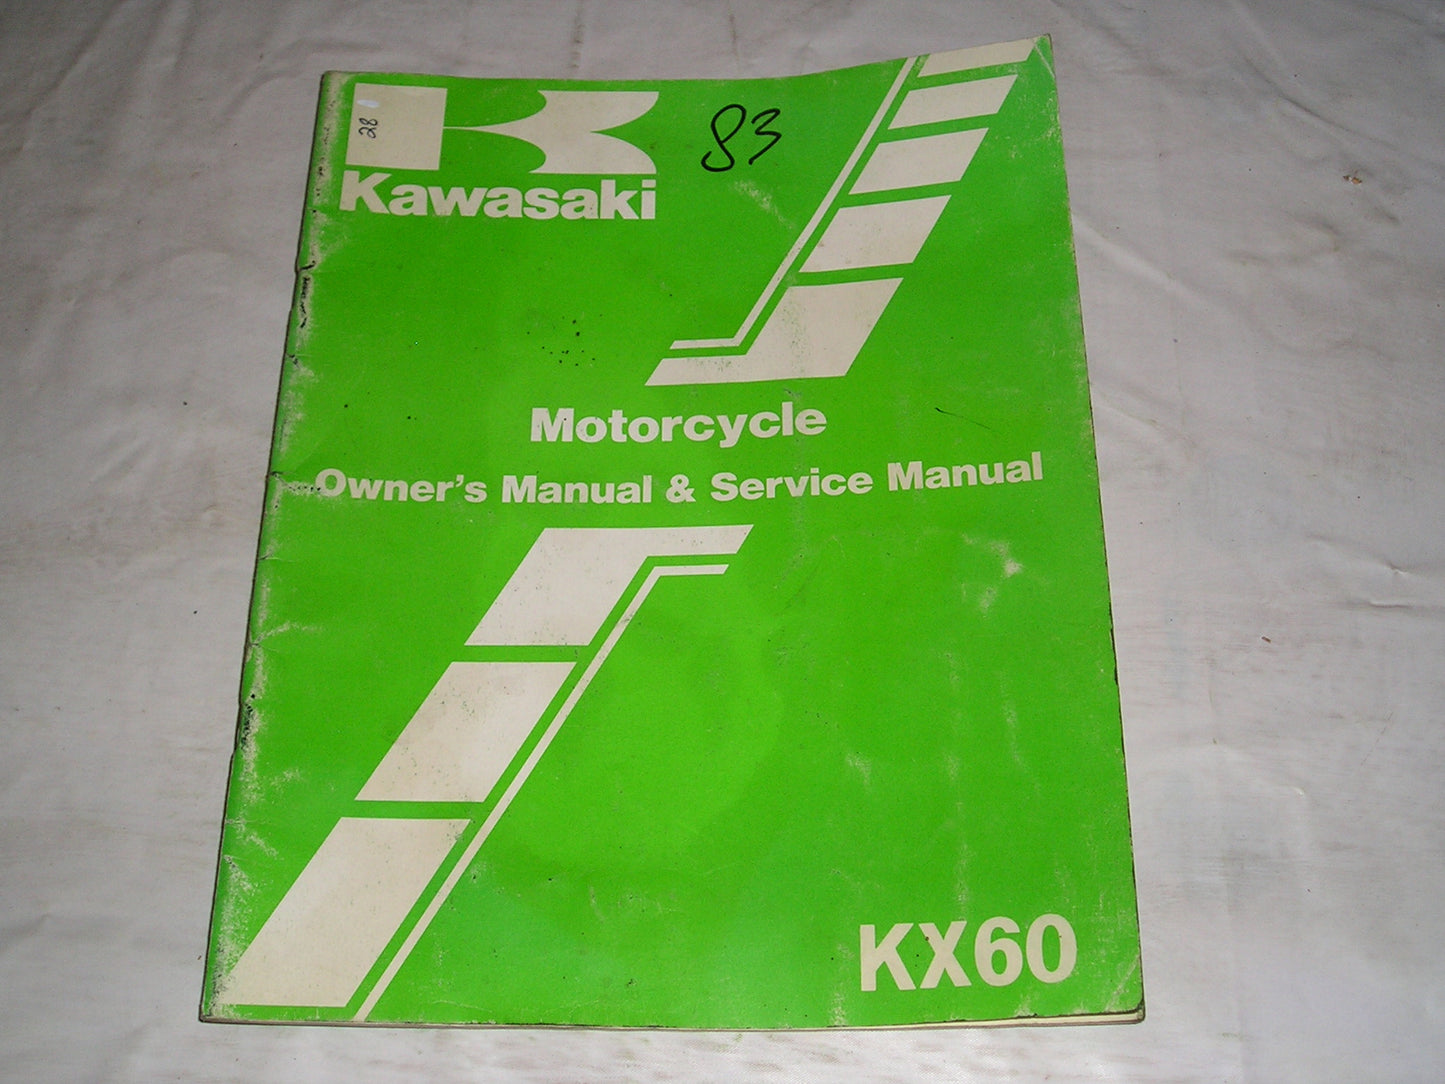 83
28
Kawasaki
Motorcycle
Owner's Manual & Service Manual
KX60